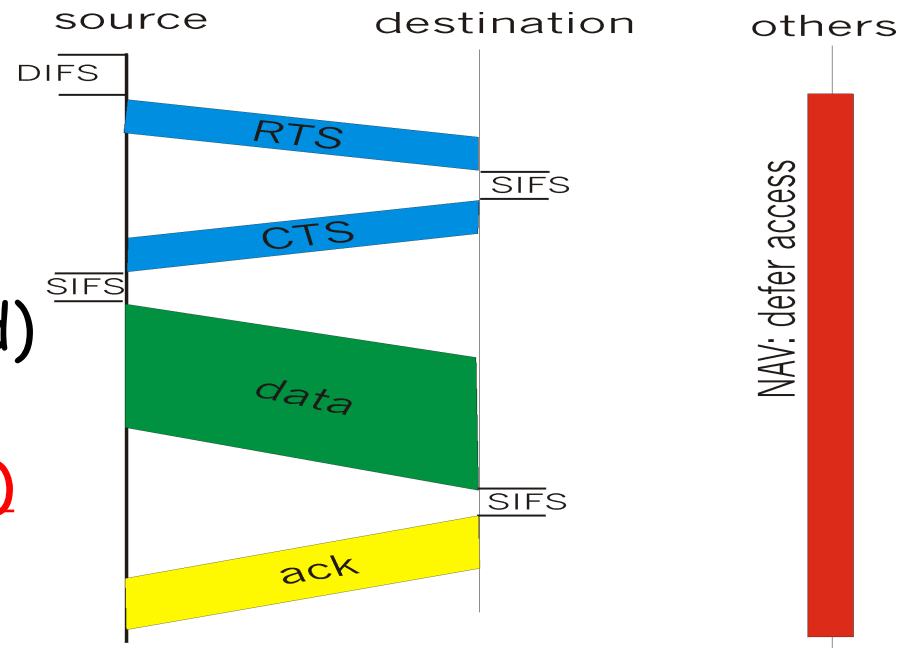 source
destination
others
DIFS
RTS
SIFS
CTS
SIFS
NAV: defer access
d)
data
)
SIFS
ack